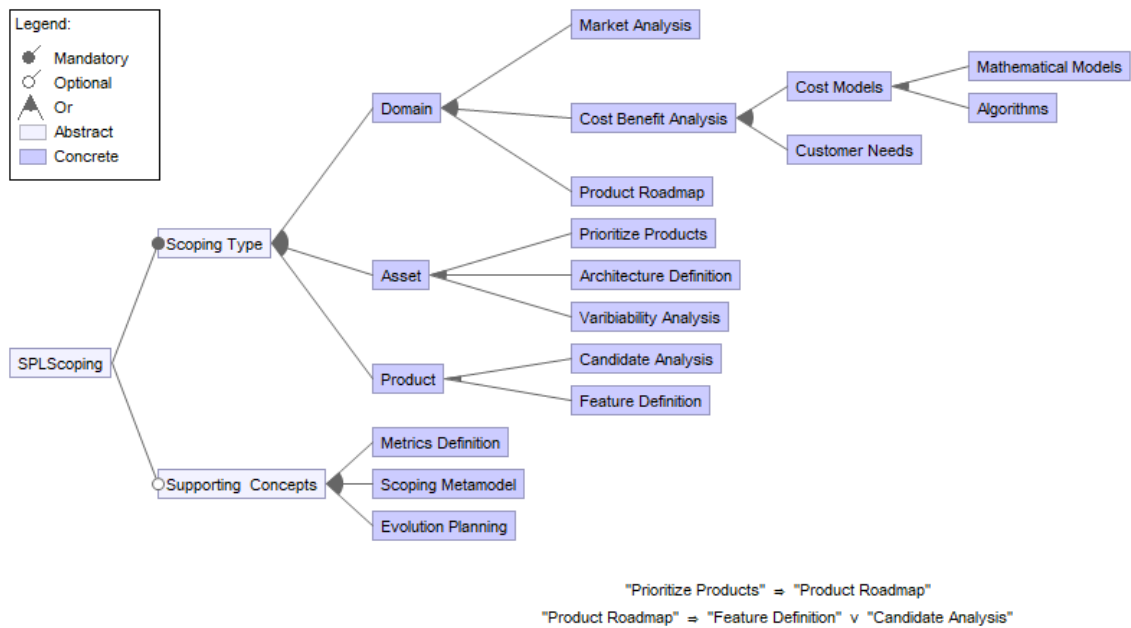 Legend:
Mandatory
Optional
Or
Abstract
Concrete
Market Analysis
Mathematical Models
Cost Models
Domain
Algorithms
Cost Benefit Analysis
Customer Needs
Product Roadmap
Prioritize Products
Scoping Type
Asset
Architecture Definition
Varibiability Analysis
SPLScoping
Candidate Analysis
Product
Feature Definition
Metrics Definition
Supporting Concepts
Scoping Metamodel
Evolution Planning
"Prioritize Products" ⇒ "Product Roadmap"
"Product Roadmap" ⇒ "Feature Definition" ∨ "Candidate Analysis"